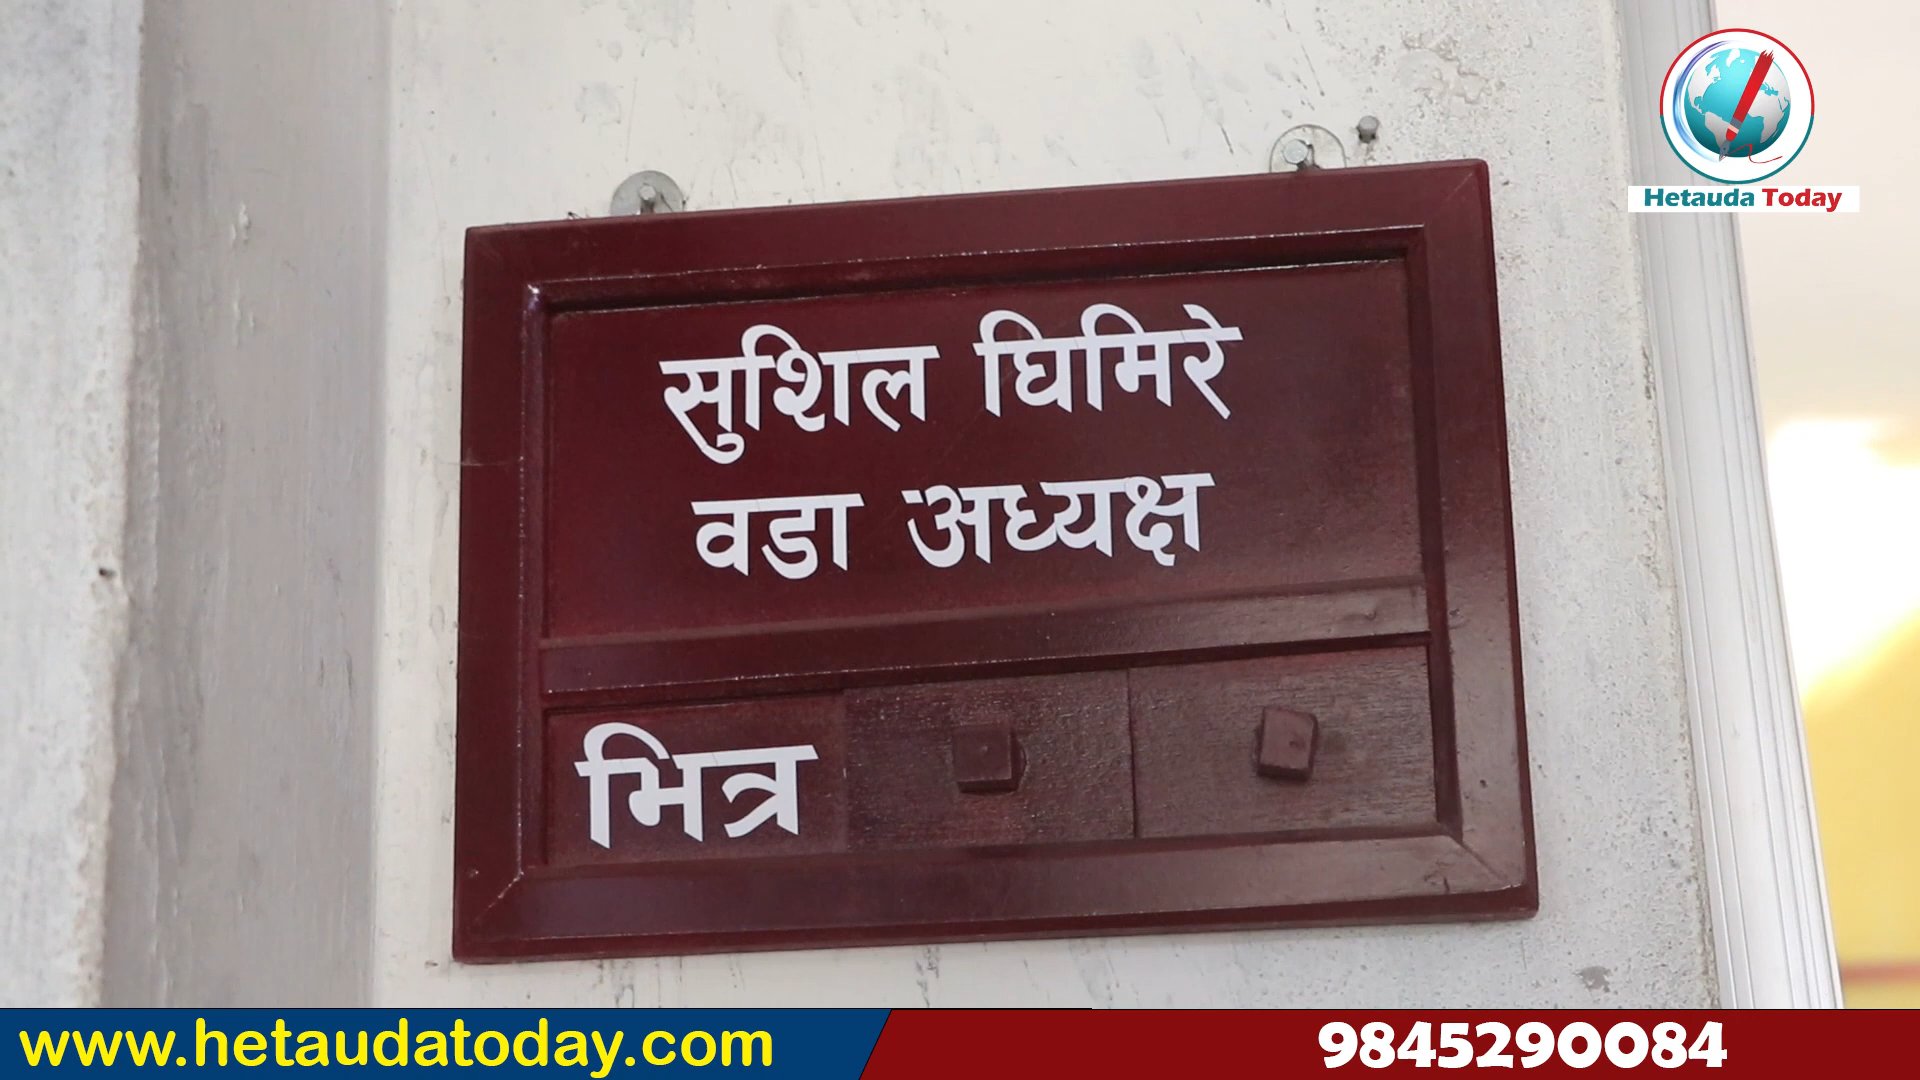 Hetauda Today
सुशिल घिमिरे
वडा अध्यक्ष
भित्र
www.hetaudatoday.com
9845290084